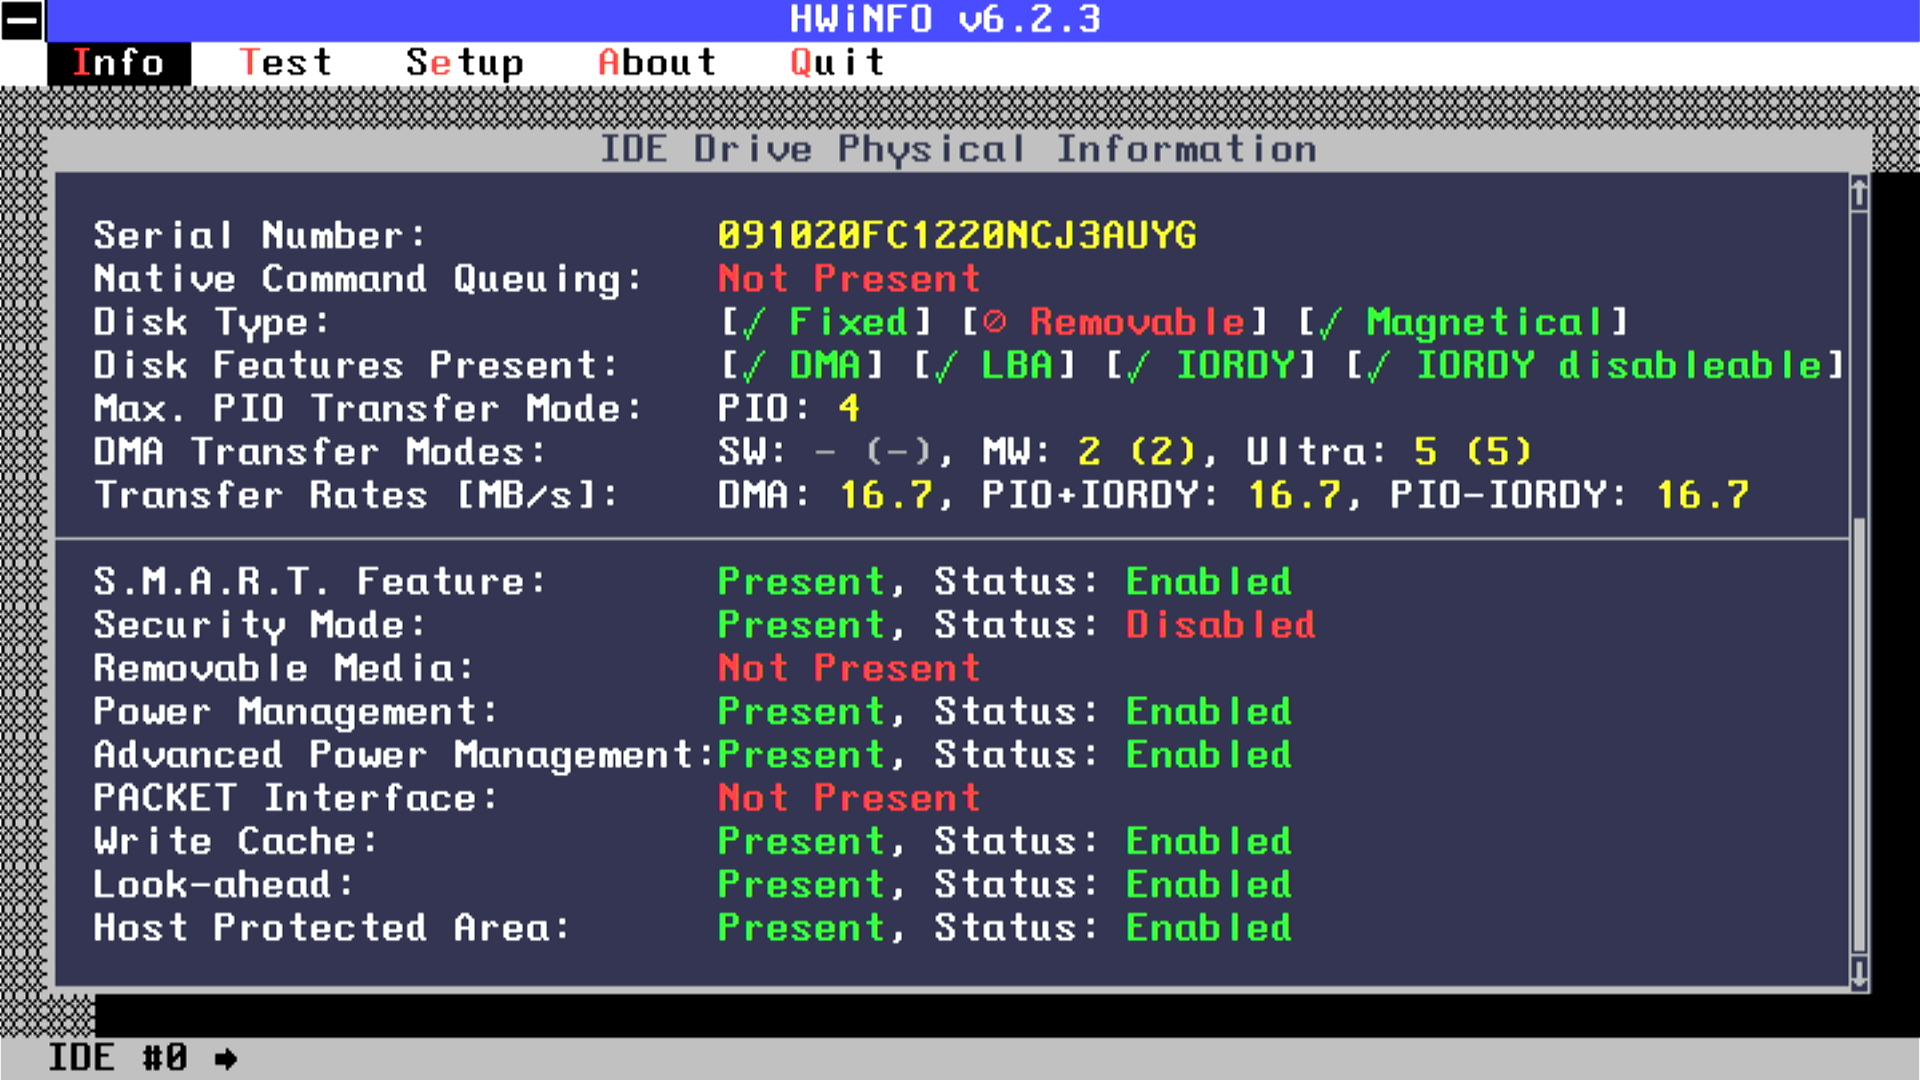 HWiNFO v6.2.3
Info Test Setup About Quit
IDE Drive Physical Information
Serial Number: 091020FC1220NCJ3AUYG
Native Command Queuing: Not Present
Disk Type: [✓ Fixed] [⊘ Removable] [✓ Magnetical]
Disk Features Present: [✓ DMA] [✓ LBA] [✓ IORDY] [✓ IORDY disableable]
Max. PIO Transfer Mode: PIO: 4
DMA Transfer Modes: SW: - (-), MW: 2 (2), Ultra: 5 (5)
Transfer Rates [MB/s]: DMA: 16.7, PIO+IORDY: 16.7, PIO-IORDY: 16.7
S.M.A.R.T. Feature: Present, Status: Enabled
Security Mode: Present, Status: Disabled
Removable Media: Not Present
Power Management: Present, Status: Enabled
Advanced Power Management: Present, Status: Enabled
PACKET Interface: Not Present
Write Cache: Present, Status: Enabled
Look-ahead: Present, Status: Enabled
Host Protected Area: Present, Status: Enabled
IDE #0 →